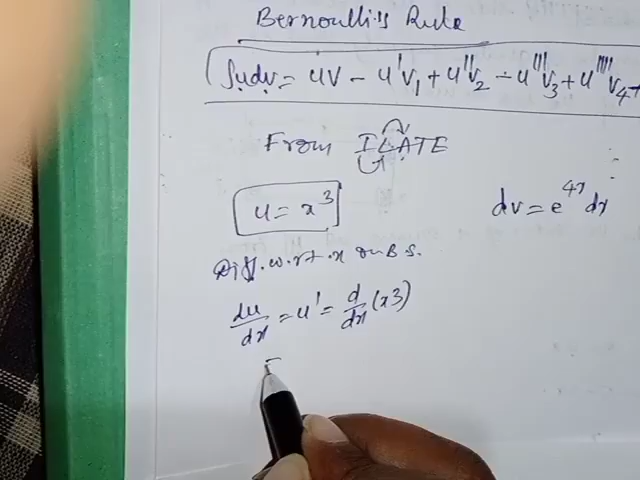 Bernoulli's Rule
∫u dv = uv - u'v₁ + u''v₂ - u'''v₃ + u''''v₄ +
From ILATE
u = x³ dv = e^{4x} dx
Diff. w.r.t. x on B.S.
du/dx = u' = d/dx (x3)